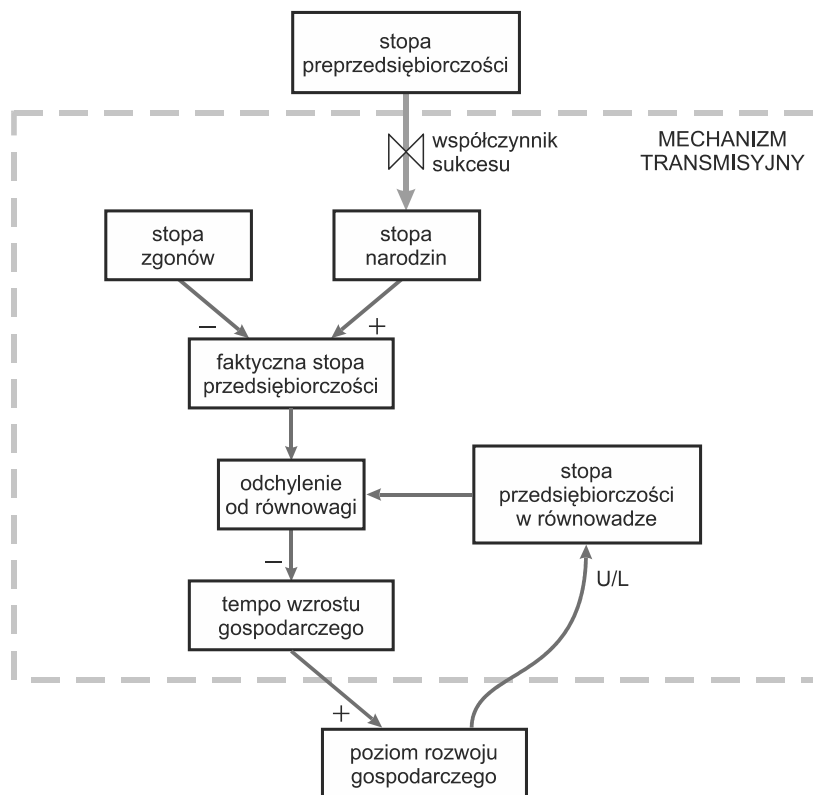 stopa
preprzedsiębiorczości
współczynnik
sukcesu
MECHANIZM
TRANSMISYJNY
stopa
zgonów
stopa
narodzin
–
+
faktyczna stopa
przedsiębiorczości
odchylenie
od równowagi
stopa
przedsiębiorczości
w równowadze
–
U/L
tempo wzrostu
gospodarczego
+
poziom rozwoju
gospodarczego